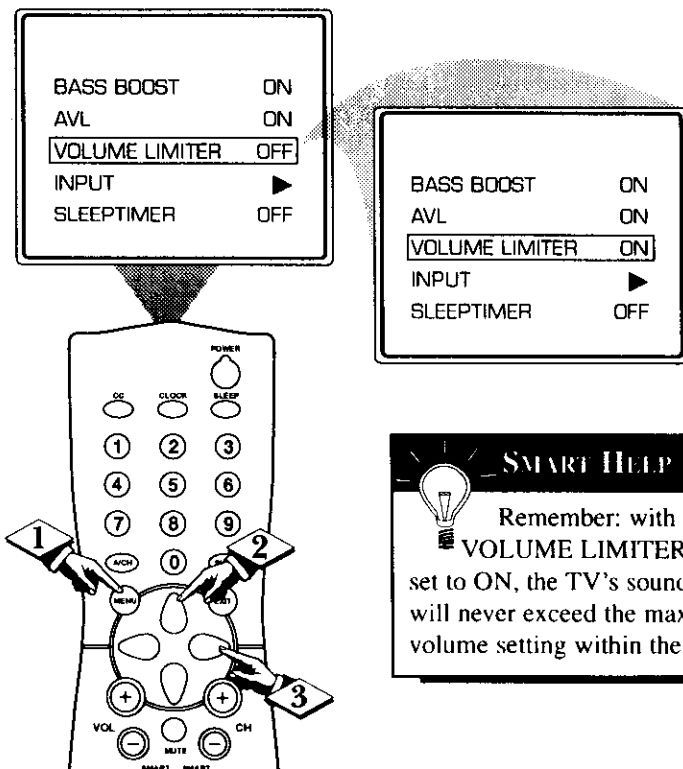 BASS BOOST ON
AVL ON
VOLUME LIMITER OFF
INPUT ▶
SLEEPTIMER OFF
BASS BOOST ON
AVL ON
VOLUME LIMITER ON
INPUT ▶
SLEEPTIMER OFF
POWER
CC CLOCK SLEEP
1 2 3
4 5 6
7 8 9
A/CH 0
1 2
MENU EXIT
3
+ +
VOL CH
− MUTE −
SMART SMART
SMART HELP
Remember: with
VOLUME LIMITER
set to ON, the TV's sound
will never exceed the max
volume setting within the